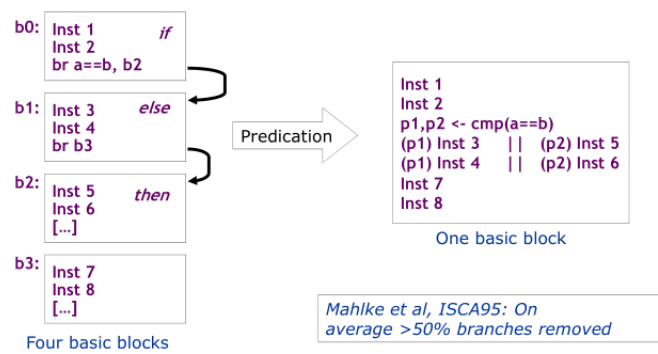 b0: Inst 1 if
Inst 2
br a==b, b2
b1: Inst 3 else
Inst 4
br b3
b2: Inst 5 then
Inst 6
[...]
b3: Inst 7
Inst 8
[...]
Four basic blocks
Predication
Inst 1
Inst 2
p1,p2 <- cmp(a==b)
(p1) Inst 3 || (p2) Inst 5
(p1) Inst 4 || (p2) Inst 6
Inst 7
Inst 8
One basic block
Mahlke et al, ISCA95: On
average >50% branches removed